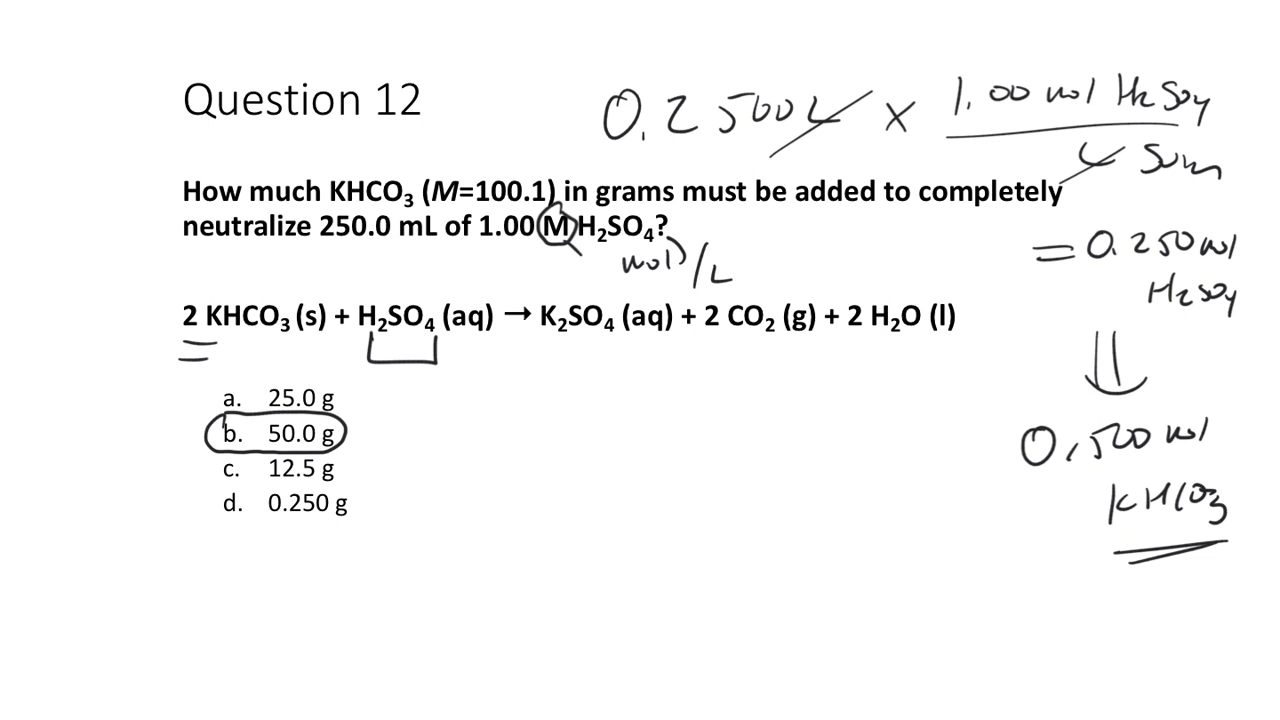 Question 12
0.2500L x 1.00 mol H2SO4
L soln
How much KHCO₃ (M=100.1) in grams must be added to completely
neutralize 250.0 mL of 1.00 M H₂SO₄?
mol/L
= 0.250 mol
H2SO4
2 KHCO₃ (s) + H₂SO₄ (aq) → K₂SO₄ (aq) + 2 CO₂ (g) + 2 H₂O (l)
a. 25.0 g
b. 50.0 g
c. 12.5 g
d. 0.250 g
0.500 mol
KHCO3